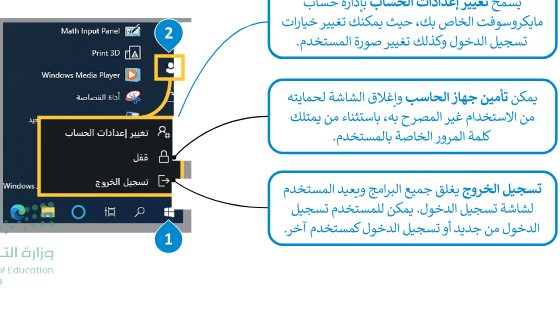 يسمح تغيير إعدادات الحساب بإدارة حساب
مايكروسوفت الخاص بك، حيث يمكنك تغيير خيارات
تسجيل الدخول وكذلك تغيير صورة المستخدم.
يمكن تأمين جهاز الحاسب وإغلاق الشاشة لحمايته
من الاستخدام غير المصرح به، باستثناء من يمتلك
كلمة المرور الخاصة بالمستخدم.
تسجيل الخروج يغلق جميع البرامج ويعيد المستخدم
لشاشة تسجيل الدخول. يمكن للمستخدم تسجيل
الدخول من جديد أو تسجيل الدخول كمستخدم آخر.
2
Math Input Panel
Print 3D
Windows Media Player
أداة القصاصة
تغيير إعدادات الحساب
قفل
تسجيل الخروج
Windows
1
وزارة التـ
of Education